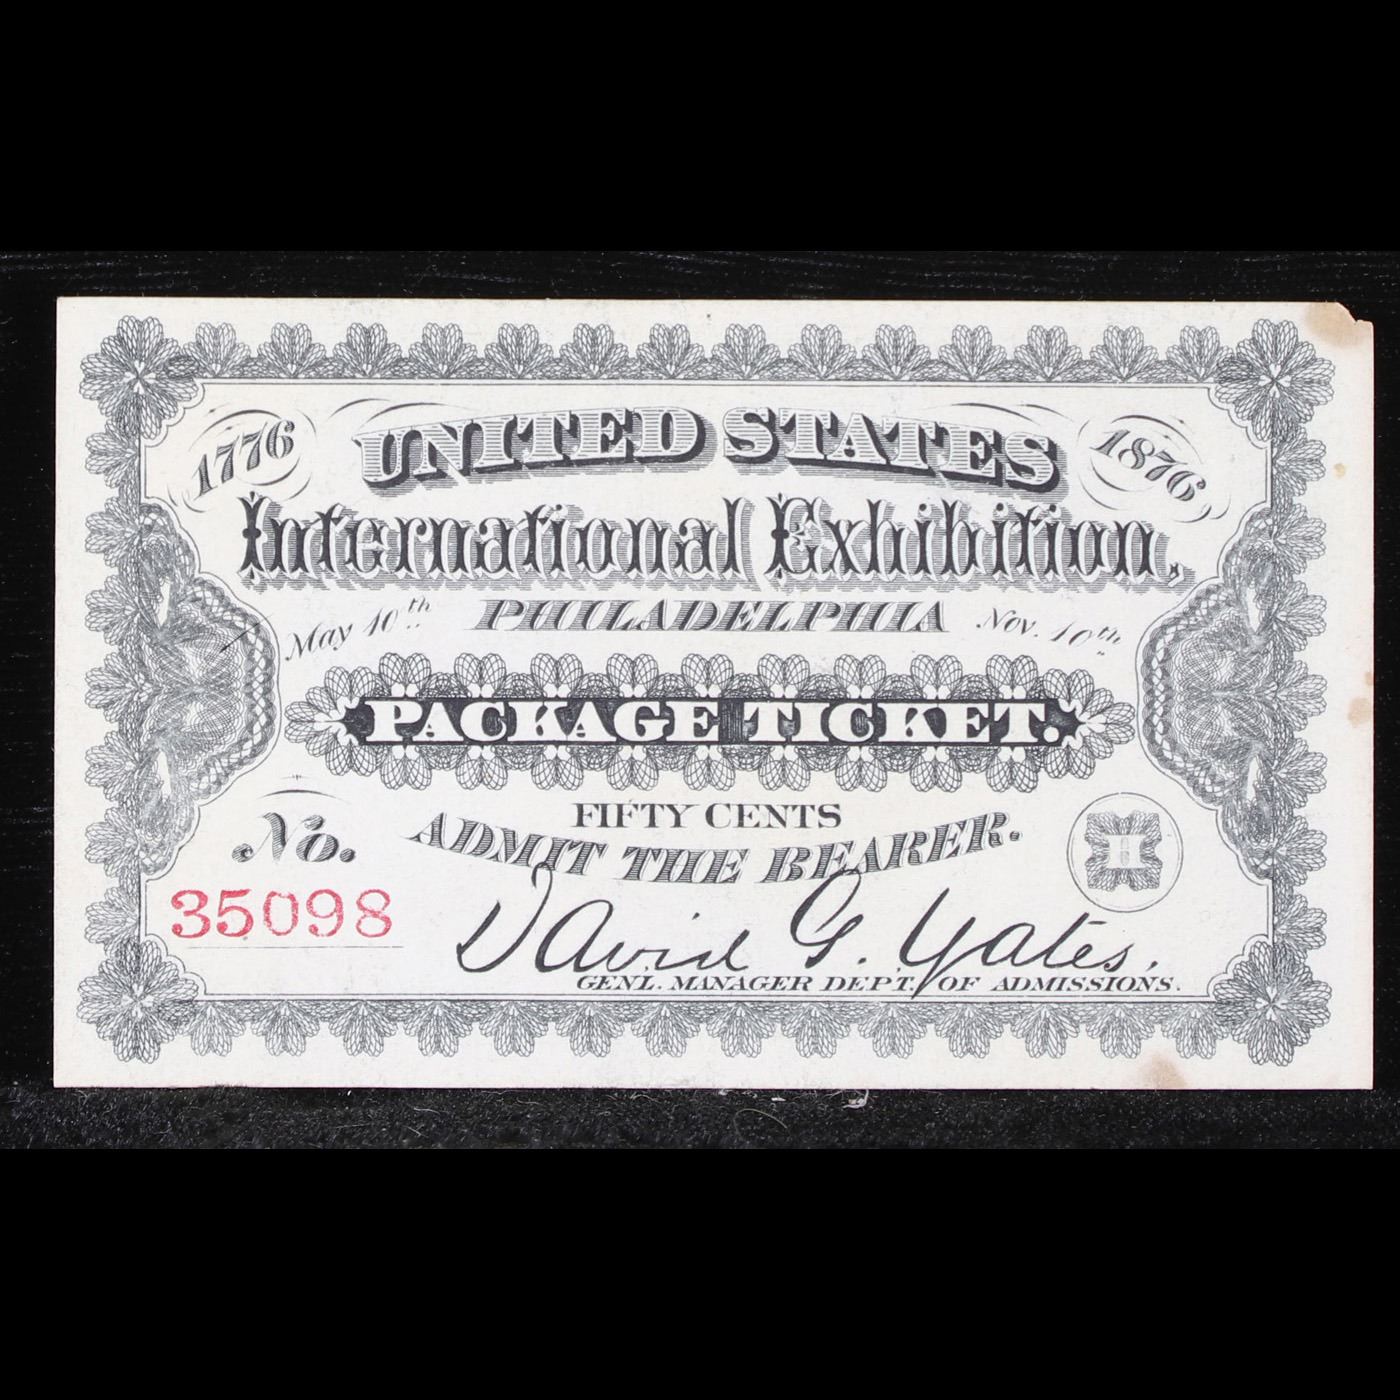 1776 UNITED STATES 1876
International Exhibition,
May 10th PHILADELPHIA Nov. 10th
PACKAGE TICKET.
FIFTY CENTS
No. ADMIT THE BEARER. H
35098
David G. Yates.
GENL. MANAGER DEPT. OF ADMISSIONS.